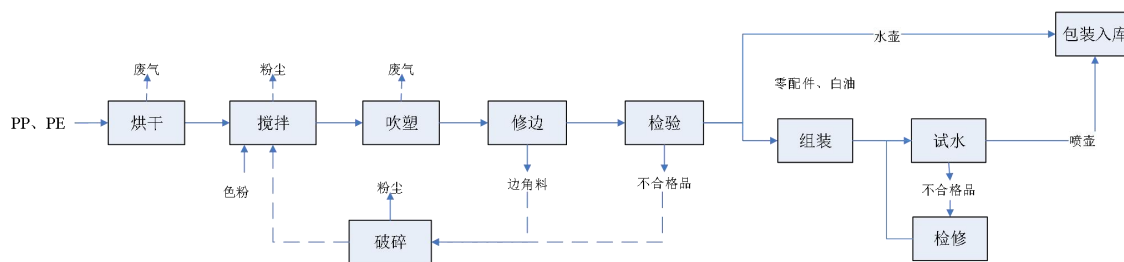 废气
粉尘
废气
水壶
包装入库
零配件、白油
PP、PE
烘干
搅拌
吹塑
修边
检验
组装
试水
喷壶
色粉
粉尘
边角料
不合格品
不合格品
破碎
检修